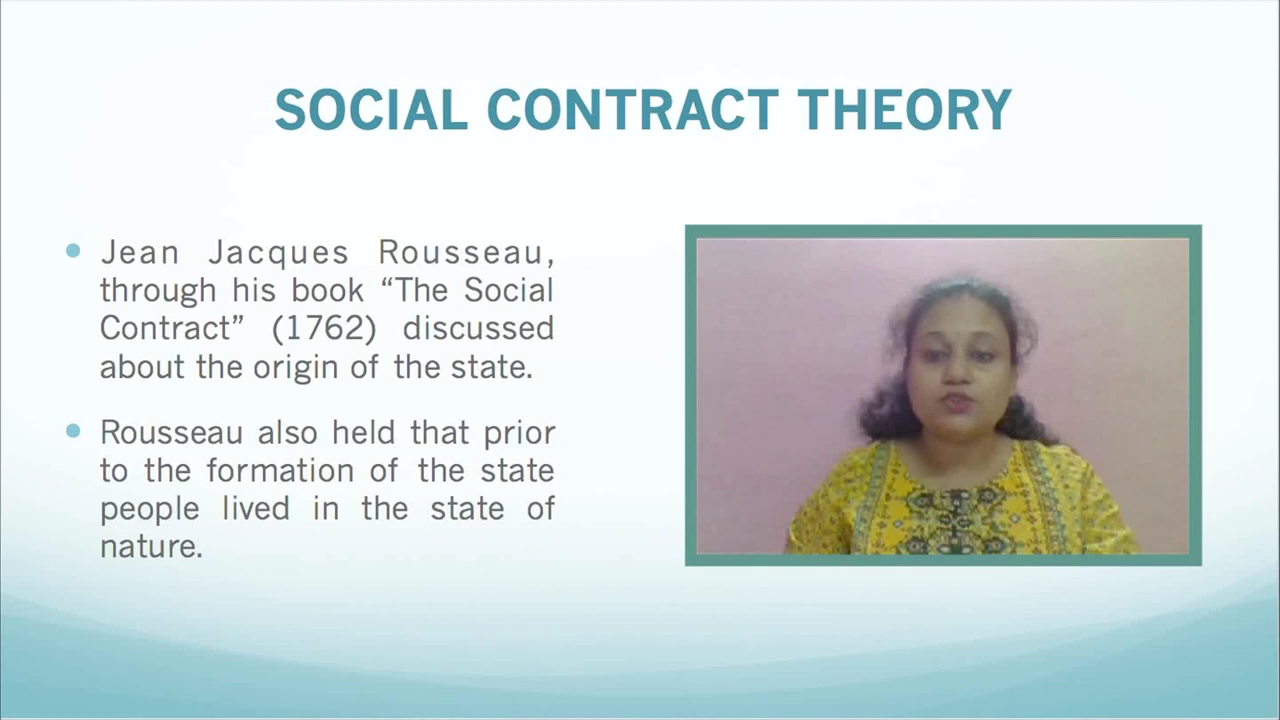 SOCIAL CONTRACT THEORY
Jean Jacques Rousseau,
through his book “The Social
Contract” (1762) discussed
about the origin of the state.
Rousseau also held that prior
to the formation of the state
people lived in the state of
nature.